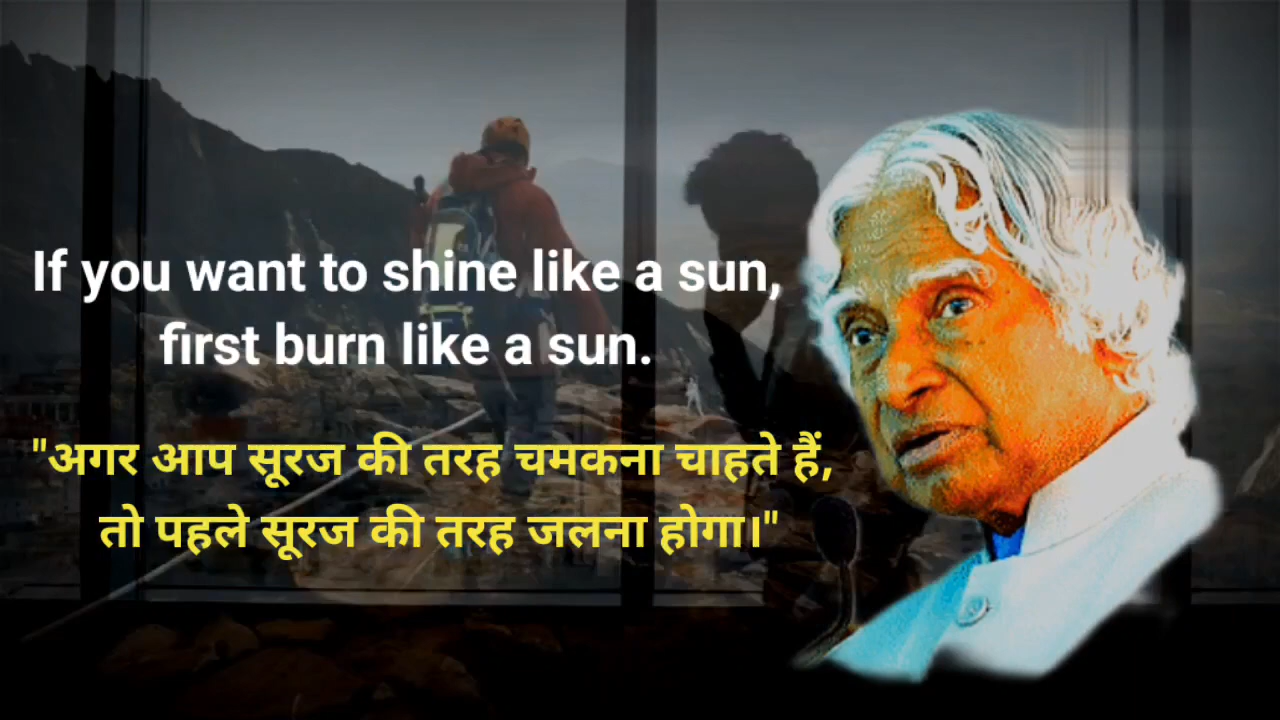 If you want to shine like a sun,
first burn like a sun.
"अगर आप सूरज की तरह चमकना चाहते हैं,
तो पहले सूरज की तरह जलना होगा।"